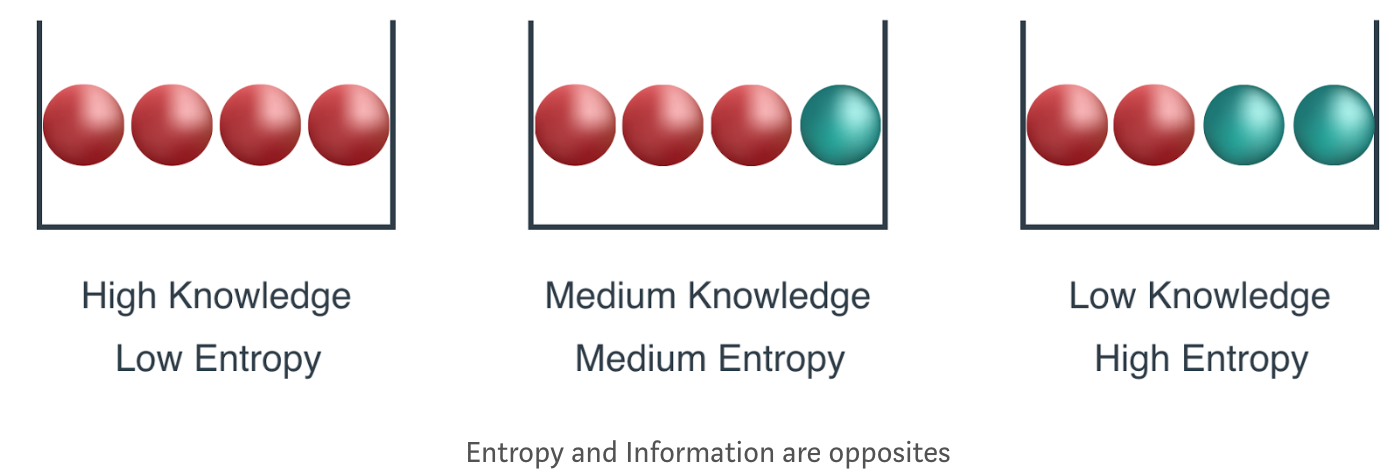 High Knowledge
Low Entropy
Medium Knowledge
Medium Entropy
Low Knowledge
High Entropy
Entropy and Information are opposites